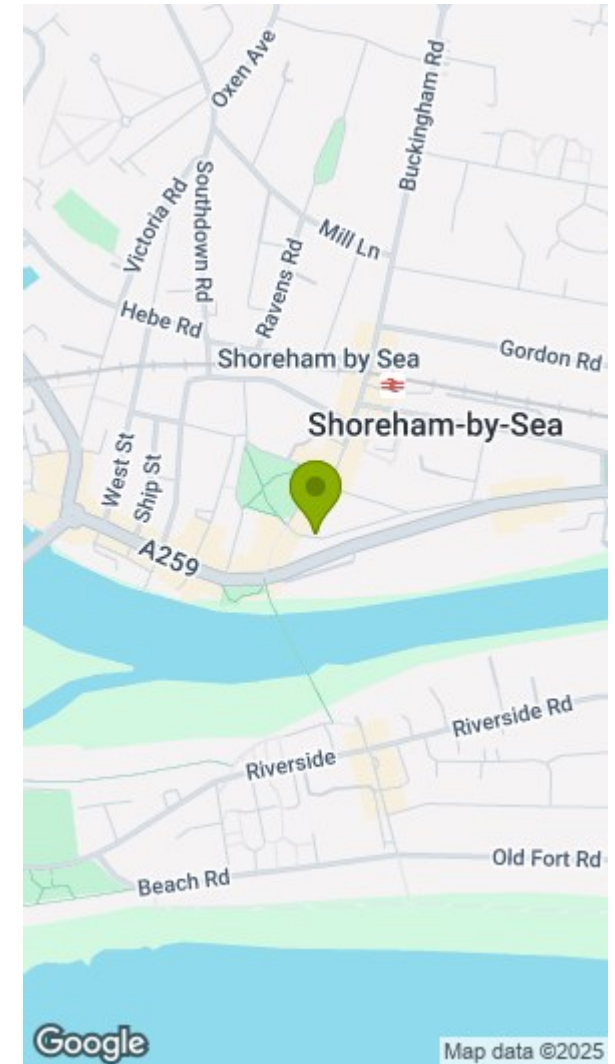 Oxen Ave
Buckingham Rd
Victoria Rd
Southdown Rd
Ravens Rd
Mill Ln
Hebe Rd
Shoreham by Sea
Gordon Rd
Shoreham-by-Sea
West St
Ship St
A259
Riverside Rd
Riverside
Old Fort Rd
Beach Rd
Google
Map data ©2025